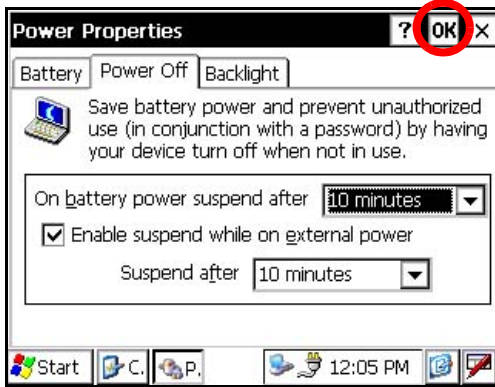 Power Properties ? OK ×
Battery Power Off Backlight
Save battery power and prevent unauthorized
use (in conjunction with a password) by having
your device turn off when not in use.
On battery power suspend after 10 minutes
Enable suspend while on external power
Suspend after 10 minutes
Start C. P. 12:05 PM